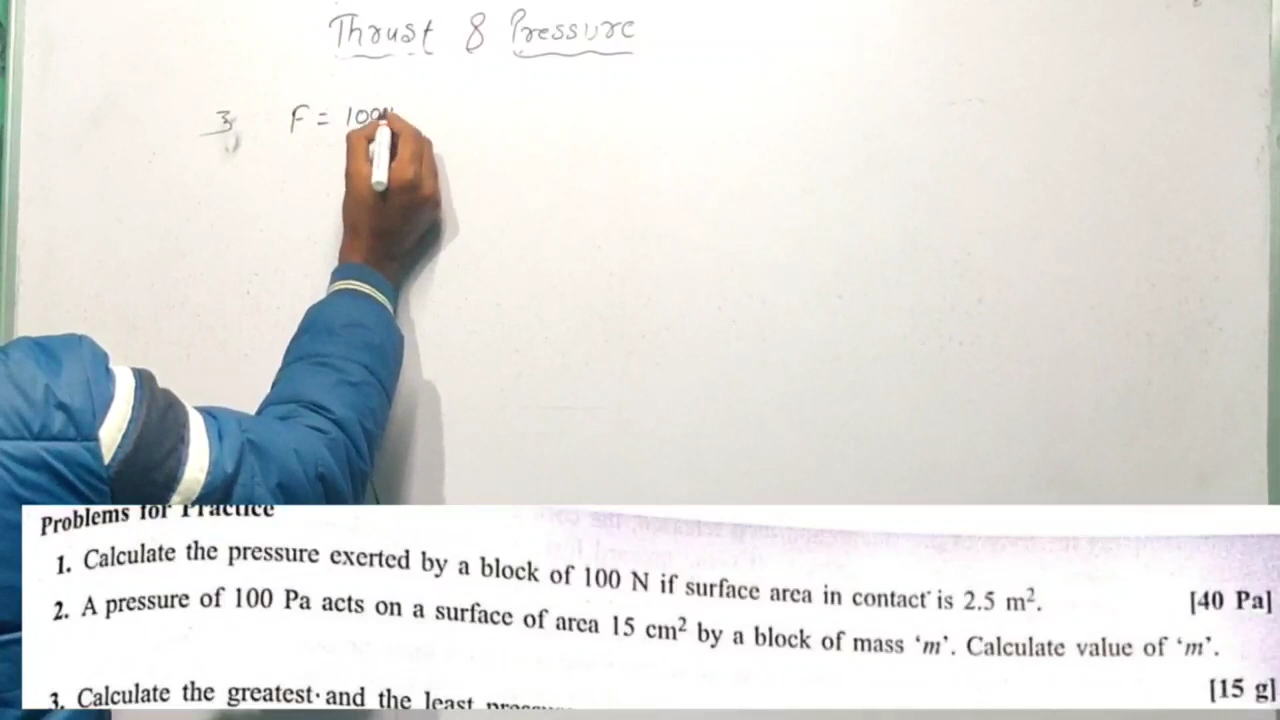 Thrust & Pressure
3, F = 100N
Problems for Practice
1. Calculate the pressure exerted by a block of 100 N if surface area in contact is 2.5 m². [40 Pa]
2. A pressure of 100 Pa acts on a surface of area 15 cm² by a block of mass ‘m’. Calculate value of ‘m’.
[15 g]
3. Calculate the greatest and the least